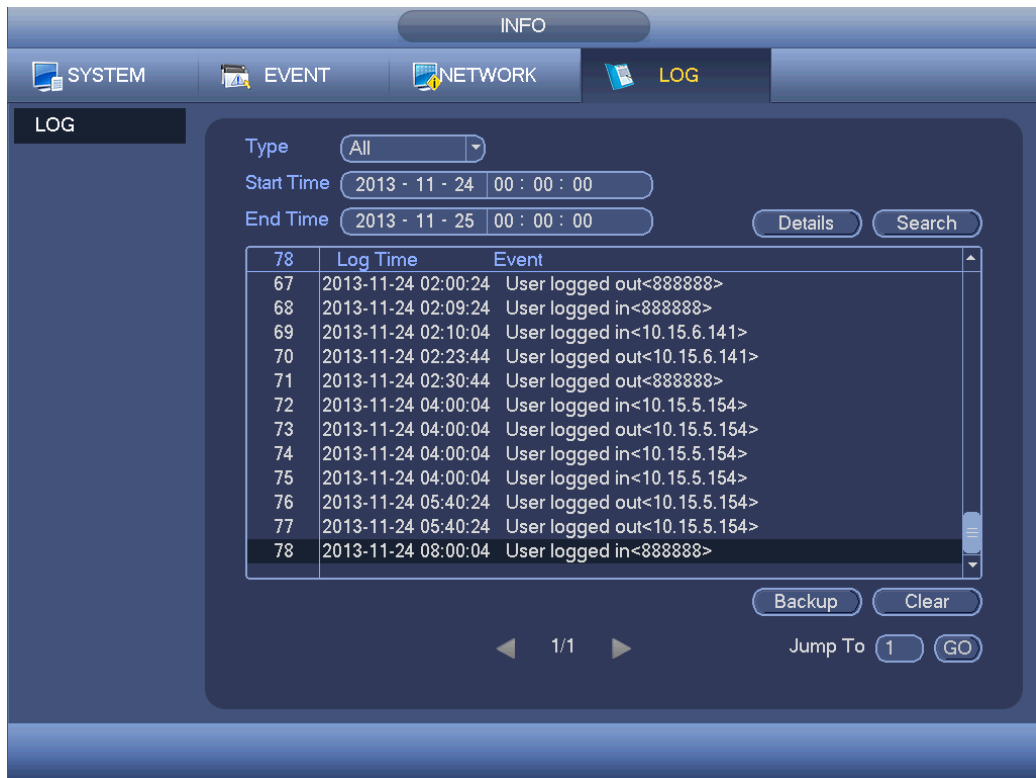 INFO
SYSTEM EVENT NETWORK LOG
LOG
Type All
Start Time 2013 - 11 - 24 00 : 00 : 00
End Time 2013 - 11 - 25 00 : 00 : 00
Details Search
78 Log Time Event
67 2013-11-24 02:00:24 User logged out<888888>
68 2013-11-24 02:09:24 User logged in<888888>
69 2013-11-24 02:10:04 User logged in<10.15.6.141>
70 2013-11-24 02:23:44 User logged out<10.15.6.141>
71 2013-11-24 02:30:44 User logged out<888888>
72 2013-11-24 04:00:04 User logged in<10.15.5.154>
73 2013-11-24 04:00:04 User logged out<10.15.5.154>
74 2013-11-24 04:00:04 User logged in<10.15.5.154>
75 2013-11-24 04:00:04 User logged in<10.15.5.154>
76 2013-11-24 05:40:24 User logged out<10.15.5.154>
77 2013-11-24 05:40:24 User logged out<10.15.5.154>
78 2013-11-24 08:00:04 User logged in<888888>
Backup Clear
1/1 Jump To 1 GO